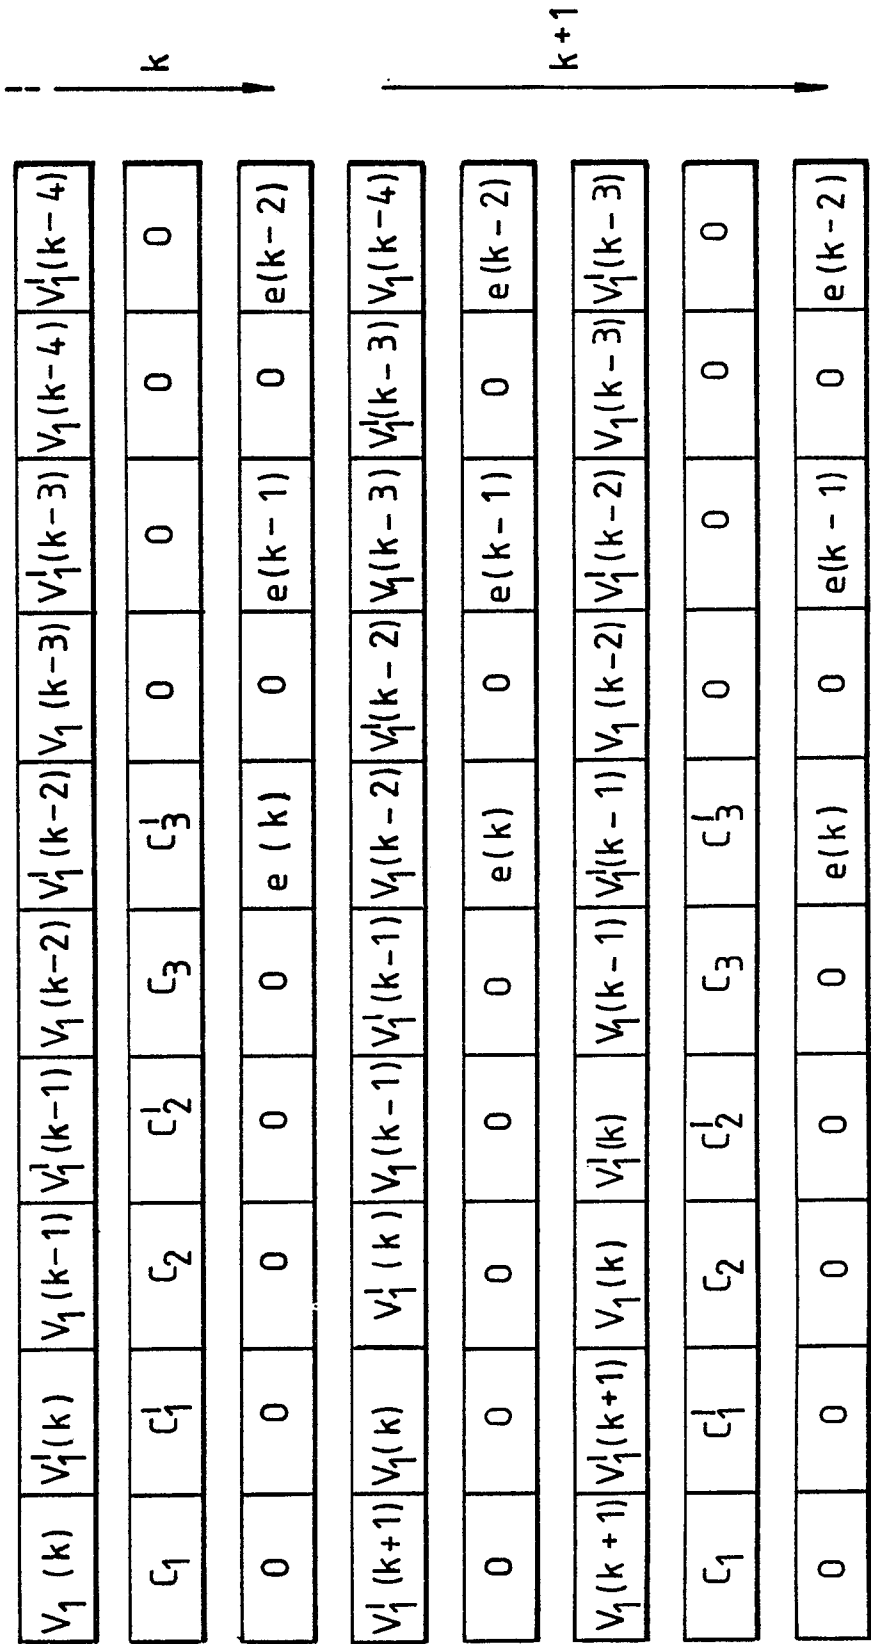 V₁(k) V₁'(k) V₁(k−1) V₁'(k−1) V₁(k−2) V₁'(k−2) V₁(k−3) V₁'(k−3) V₁(k−4) V₁'(k−4)
C₁ C₁' C₂ C₂' C₃ C₃' 0 0 0 0
k
0 0 0 0 0 e(k) 0 e(k−1) 0 e(k−2)
V₁'(k+1) V₁(k) V₁'(k) V₁(k−1) V₁'(k−1) V₁(k−2) V₁'(k−2) V₁(k−3) V₁'(k−3) V₁(k−4)
0 0 0 0 0 e(k) 0 e(k−1) 0 e(k−2)
k+1
V₁(k+1) V₁'(k+1) V₁(k) V₁'(k) V₁(k−1) V₁'(k−1) V₁(k−2) V₁'(k−2) V₁(k−3) V₁'(k−3)
C₁ C₁' C₂ C₂' C₃ C₃' 0 0 0 0
0 0 0 0 0 e(k) 0 e(k−1) 0 e(k−2)